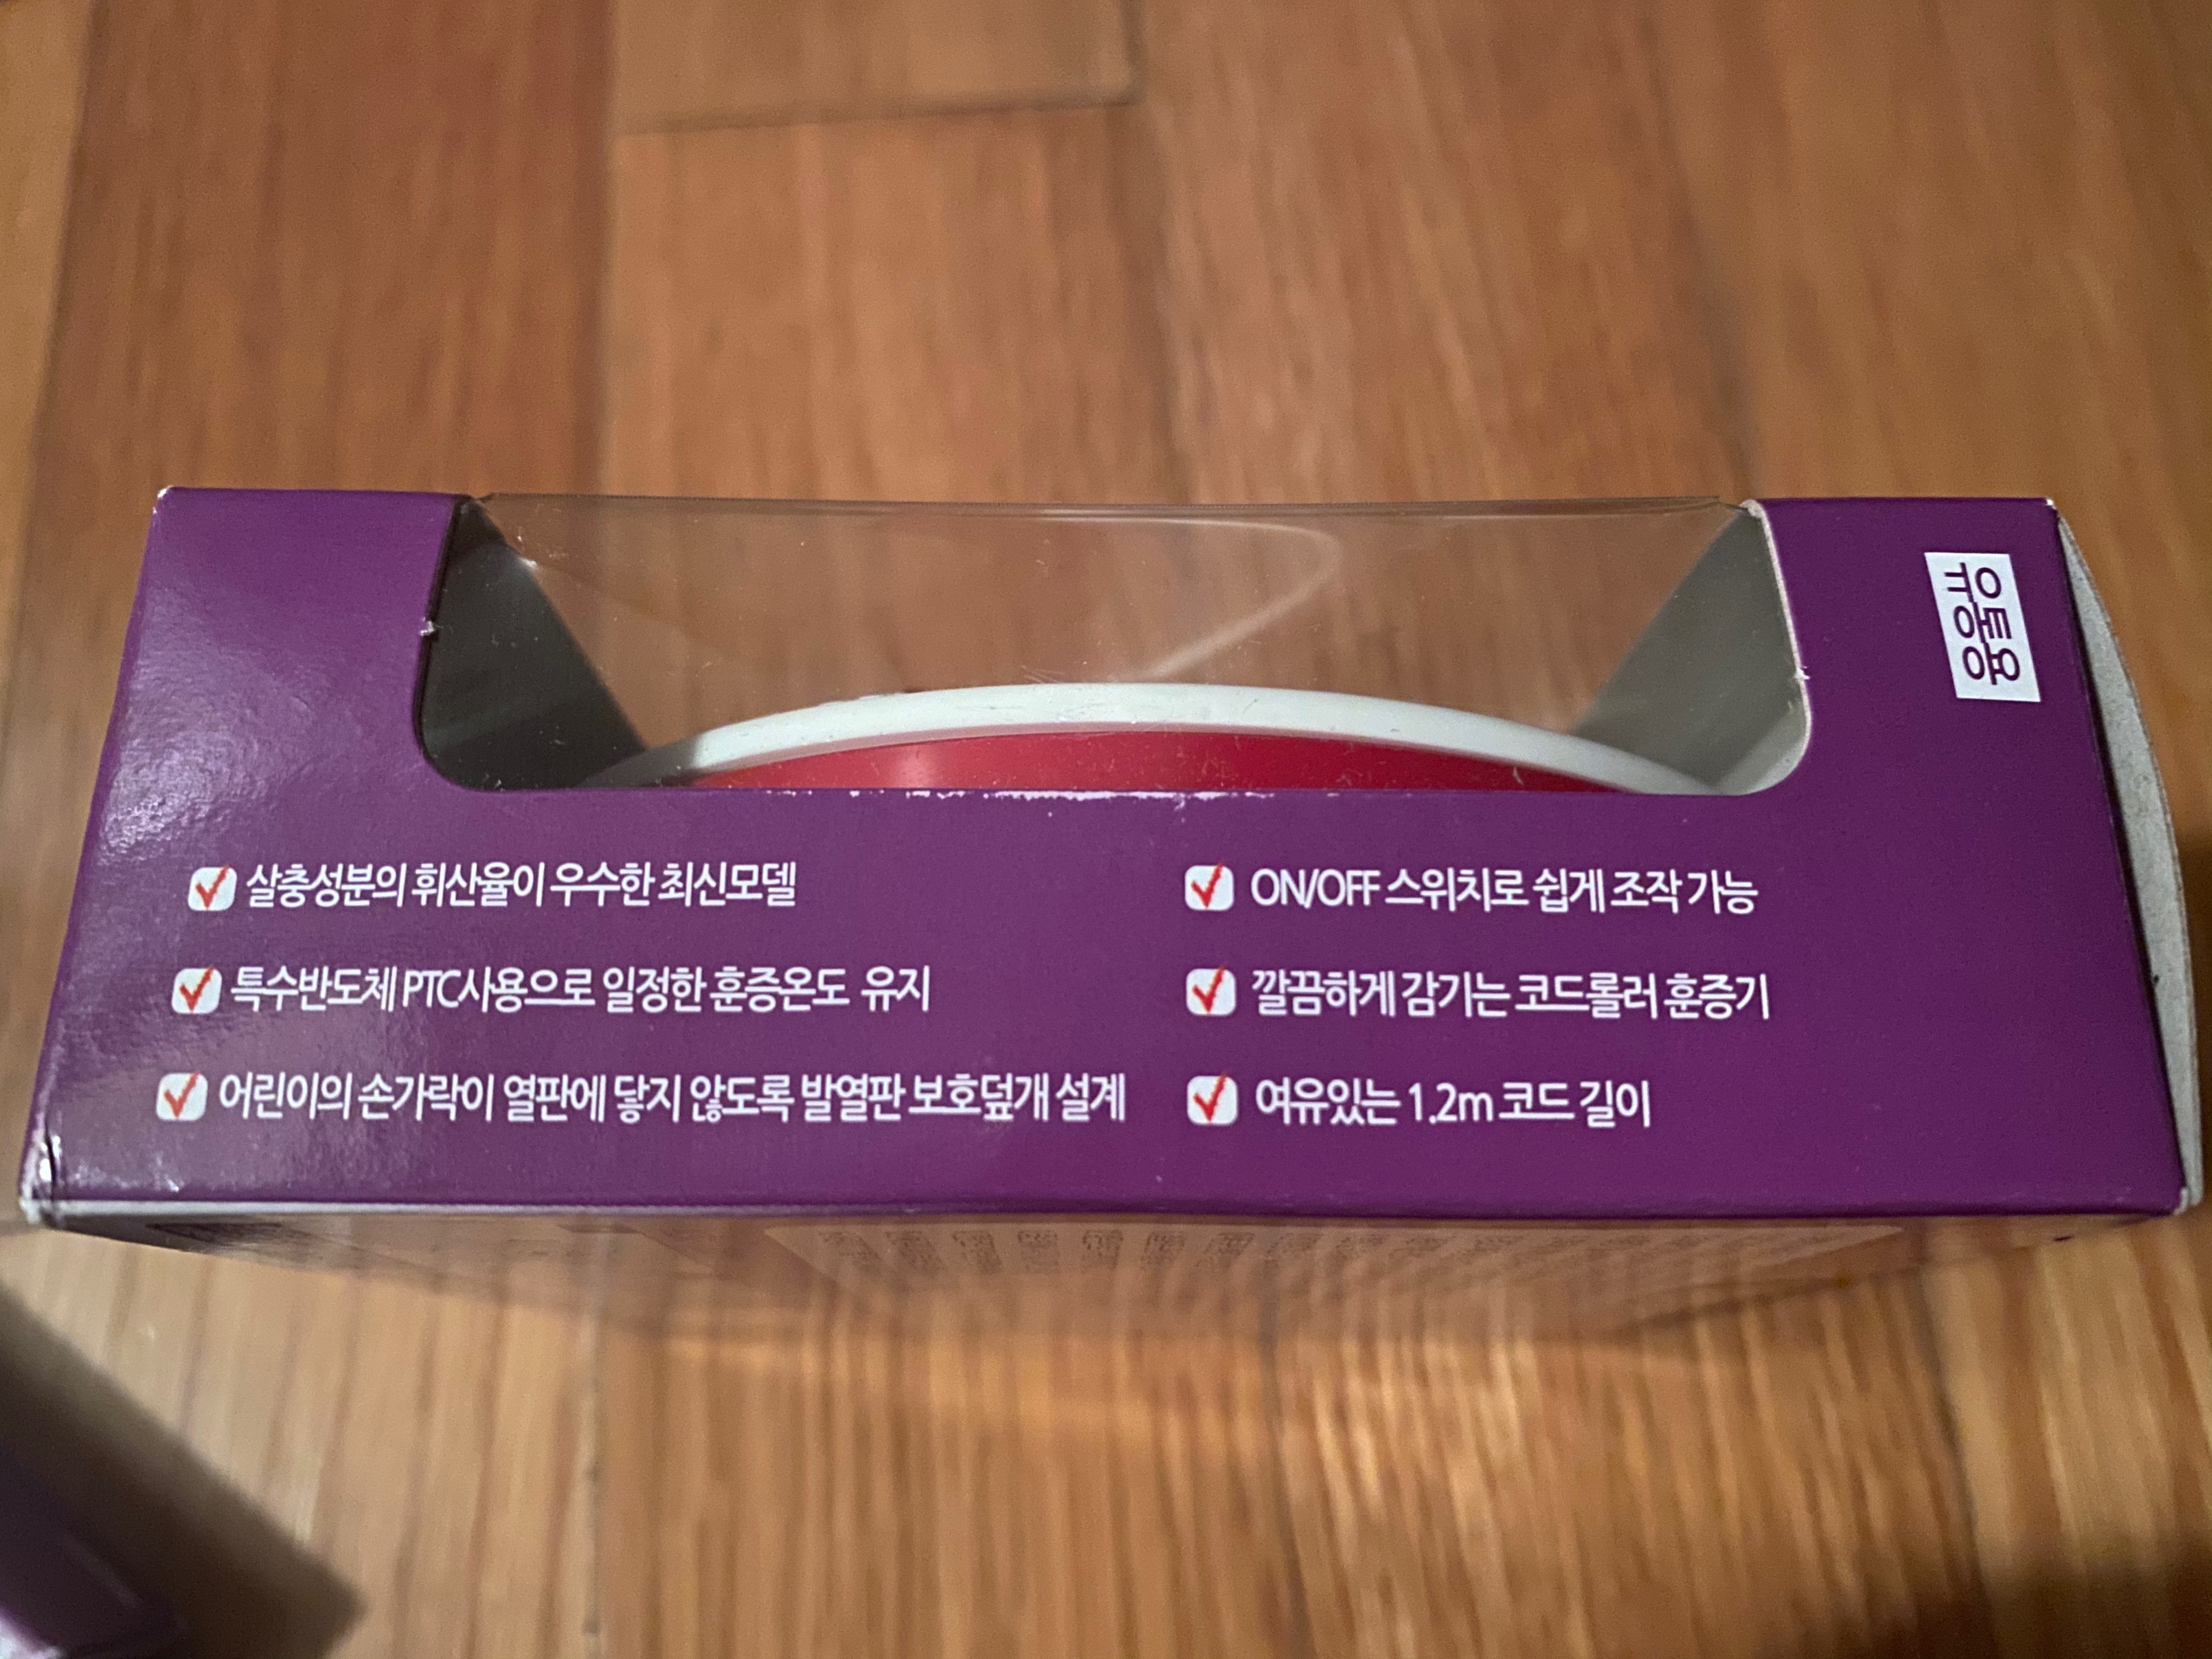 유통용
살충성분의 휘산율이 우수한 최신모델
특수반도체 PTC사용으로 일정한 훈증온도 유지
어린이의 손가락이 열판에 닿지 않도록 발열판 보호덮개 설계
ON/OFF 스위치로 쉽게 조작 가능
깔끔하게 감기는 코드롤러 훈증기
여유있는 1.2m 코드 길이